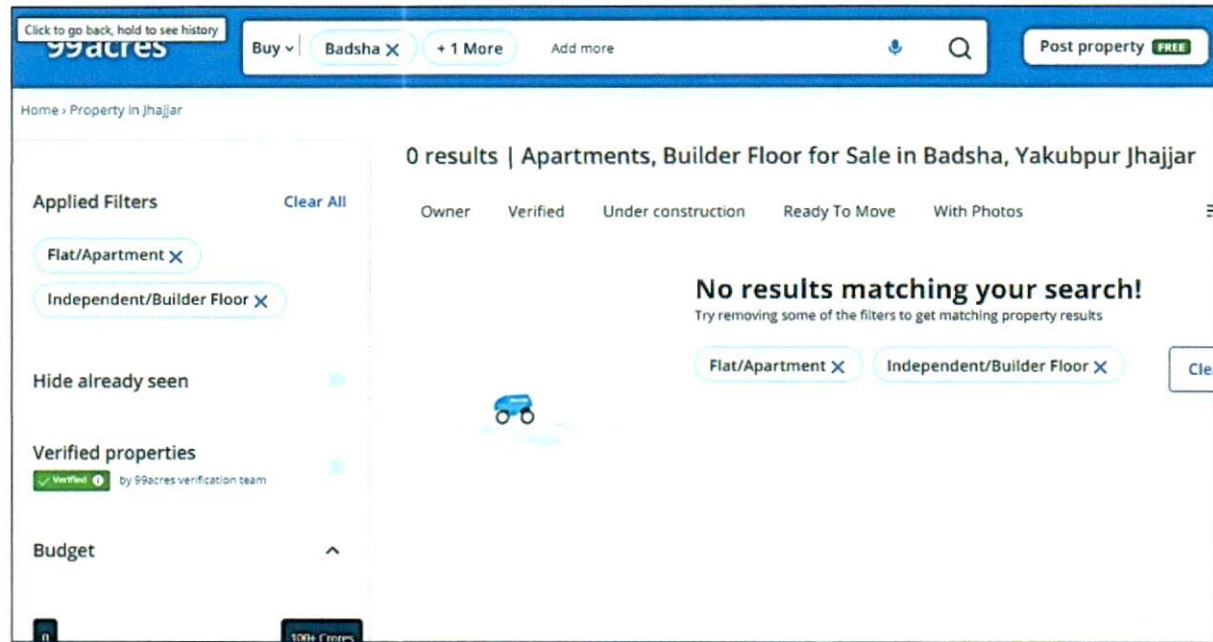 Click to go back, hold to see history
99acres
Buy Badsha X + 1 More Add more
Post property FREE
Home › Property in Jhajjar
0 results | Apartments, Builder Floor for Sale in Badsha, Yakubpur Jhajjar
Applied Filters Clear All
Owner Verified Under construction Ready To Move With Photos
Flat/Apartment X
Independent/Builder Floor X
No results matching your search!
Try removing some of the filters to get matching property results
Flat/Apartment X Independent/Builder Floor X
Hide already seen
Verified properties
Verified by 99acres verification team
Budget
0 100+ Crores